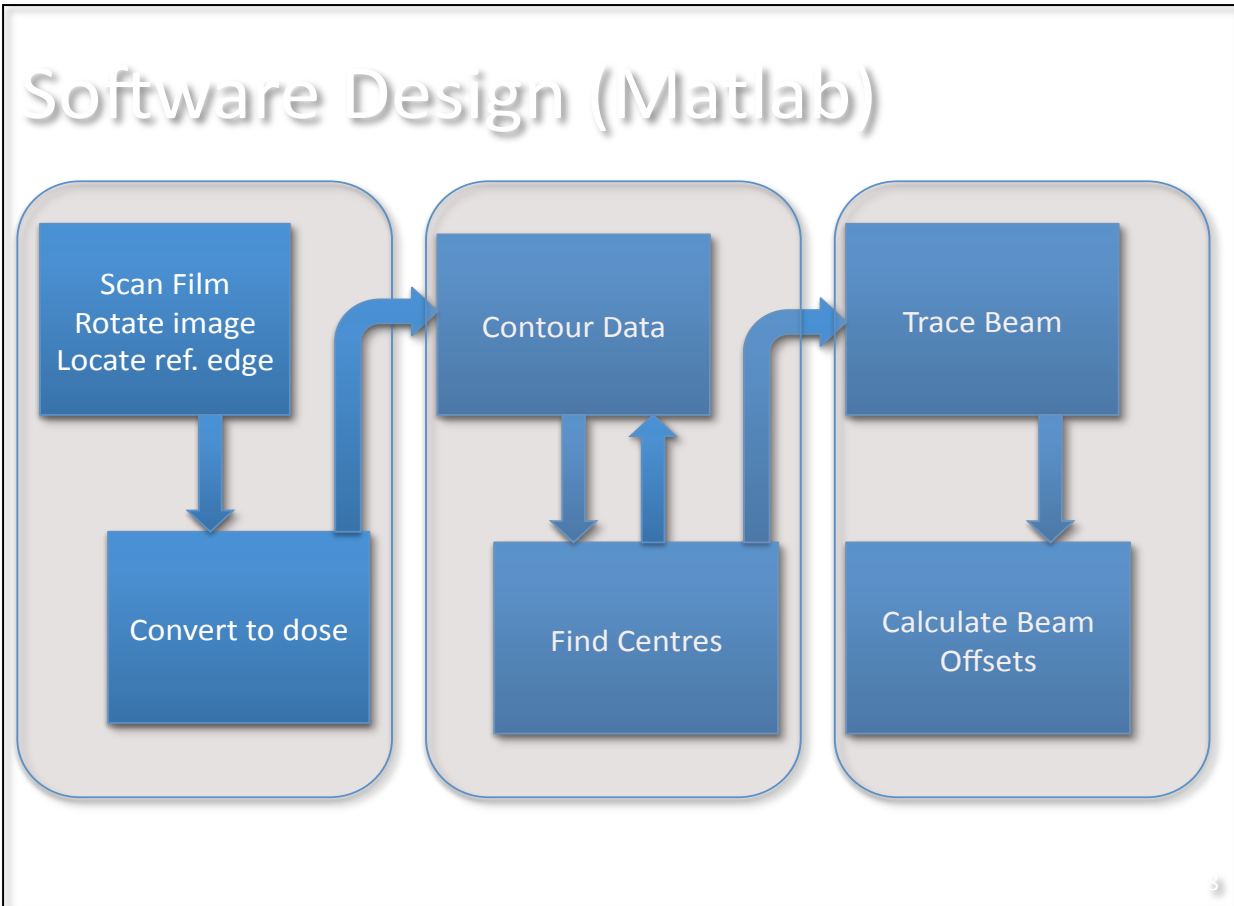 Software Design (Matlab)
Scan Film
Rotate image
Locate ref. edge
Convert to dose
Contour Data
Find Centres
Trace Beam
Calculate Beam
Offsets